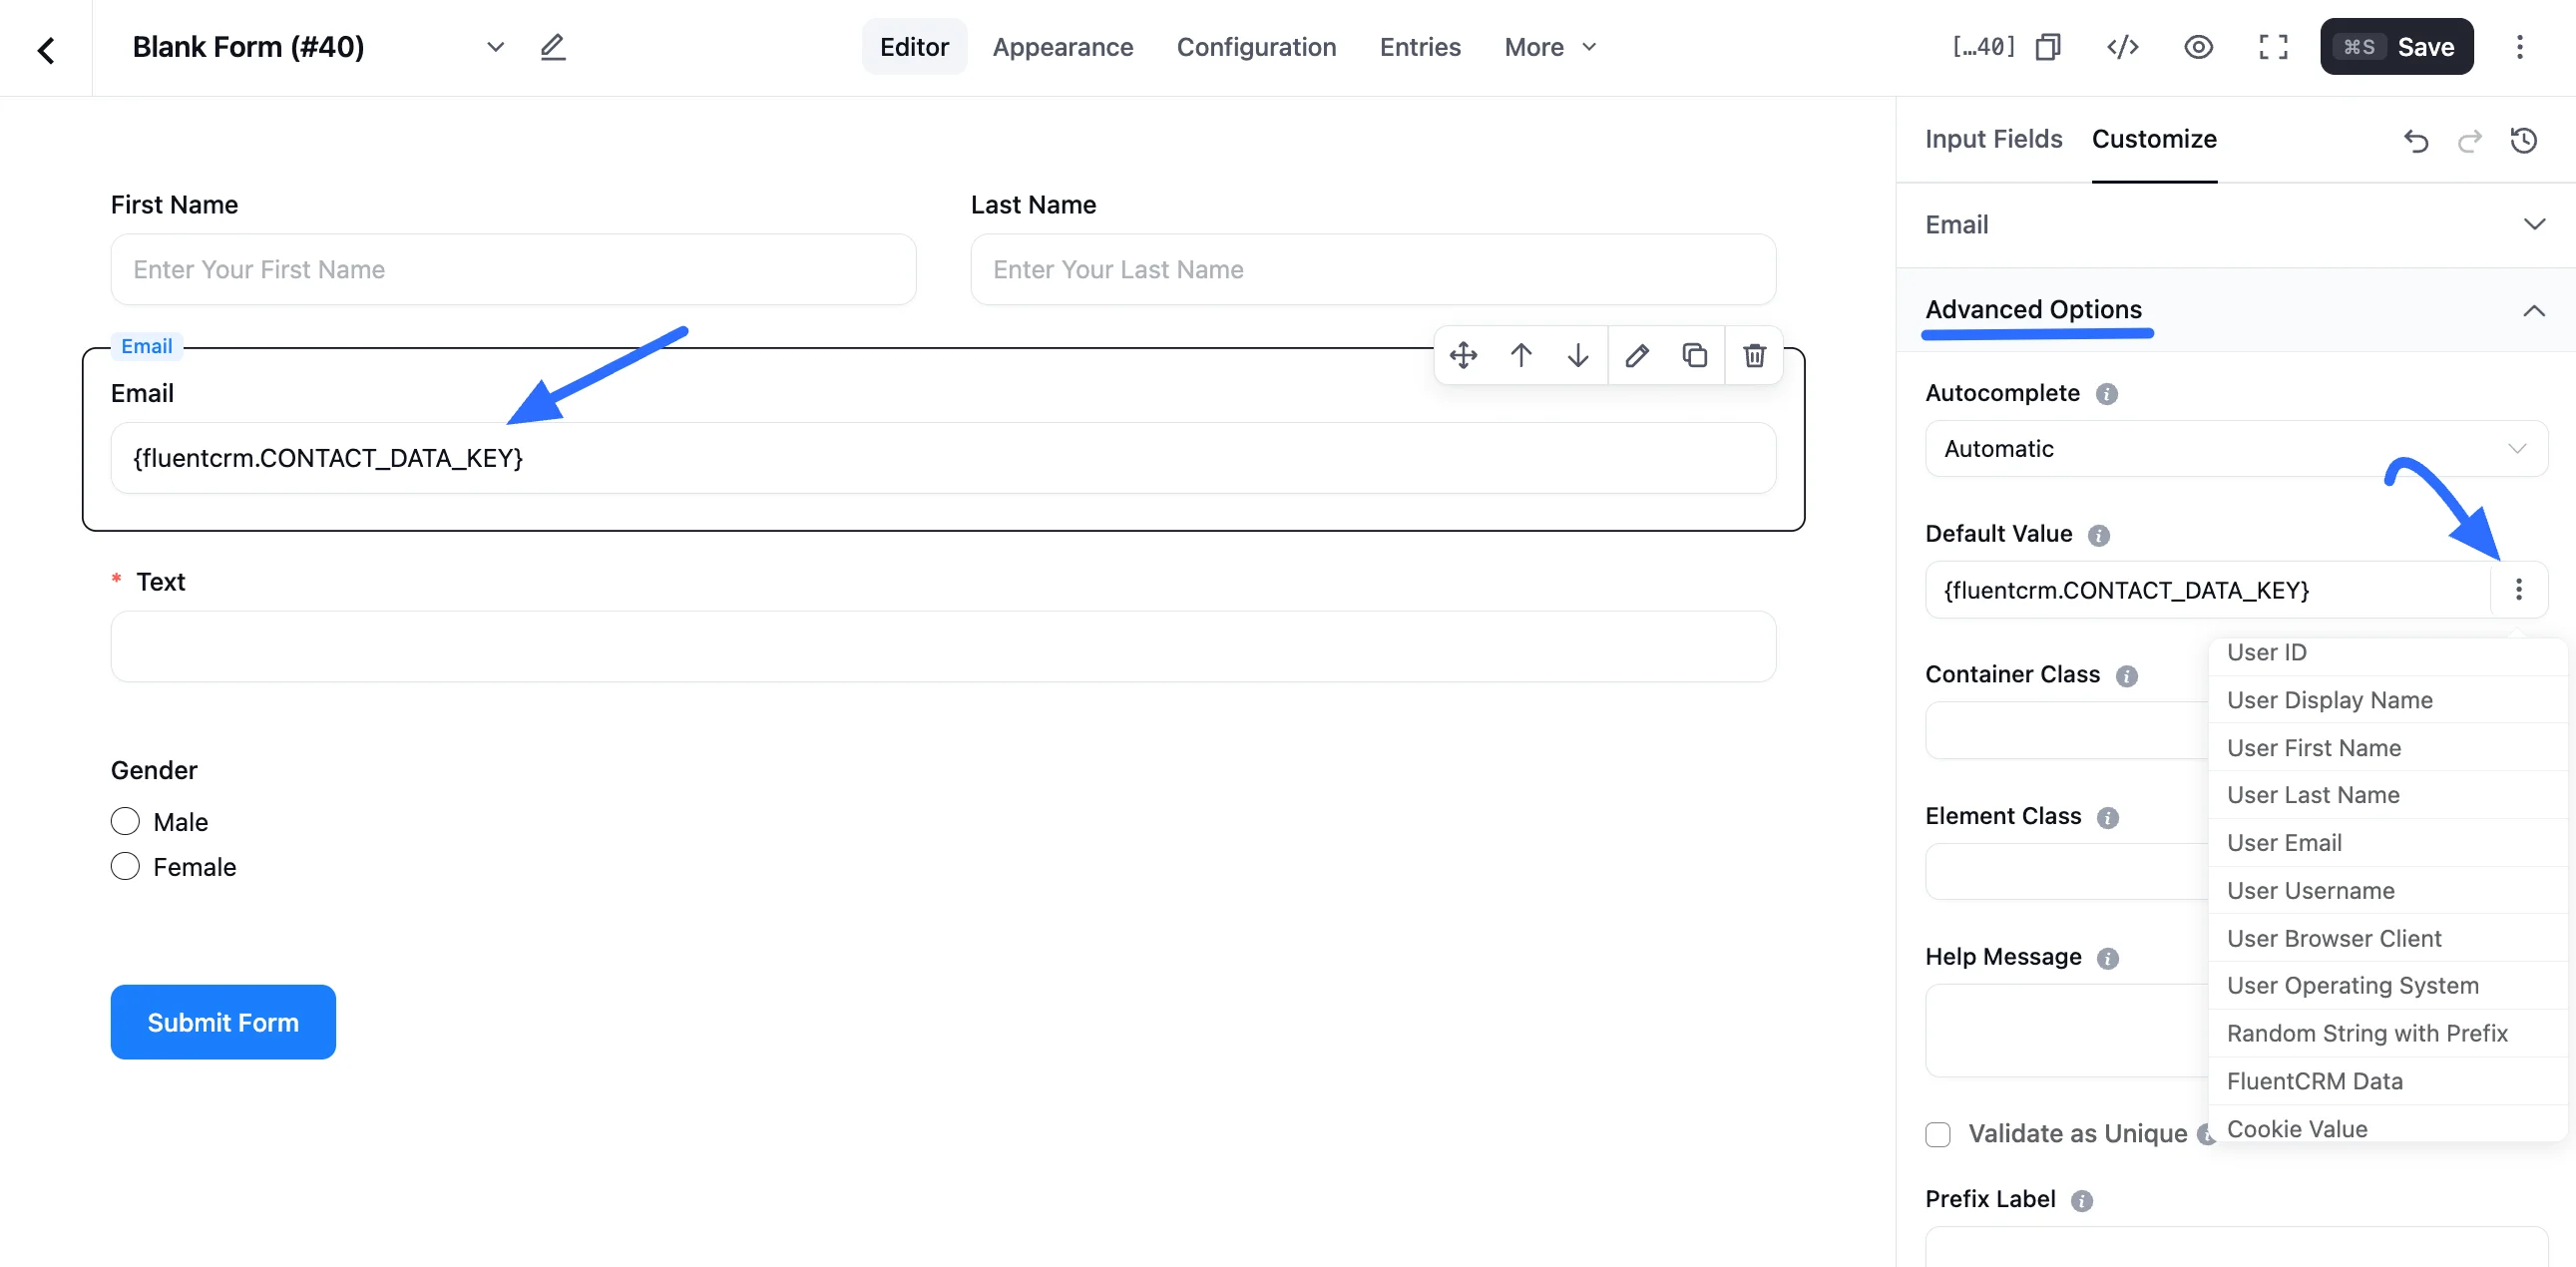 Blank Form (#40)
Editor
Appearance
Configuration
Entries
More
[...40]
⌘S Save
Input Fields
Customize
First Name
Enter Your First Name
Last Name
Enter Your Last Name
Email
Email
{fluentcrm.CONTACT_DATA_KEY}
* Text
Gender
Male
Female
Submit Form
Email
Advanced Options
Autocomplete
Automatic
Default Value
{fluentcrm.CONTACT_DATA_KEY}
Container Class
Element Class
Help Message
Validate as Unique
Prefix Label
User ID
User Display Name
User First Name
User Last Name
User Email
User Username
User Browser Client
User Operating System
Random String with Prefix
FluentCRM Data
Cookie Value